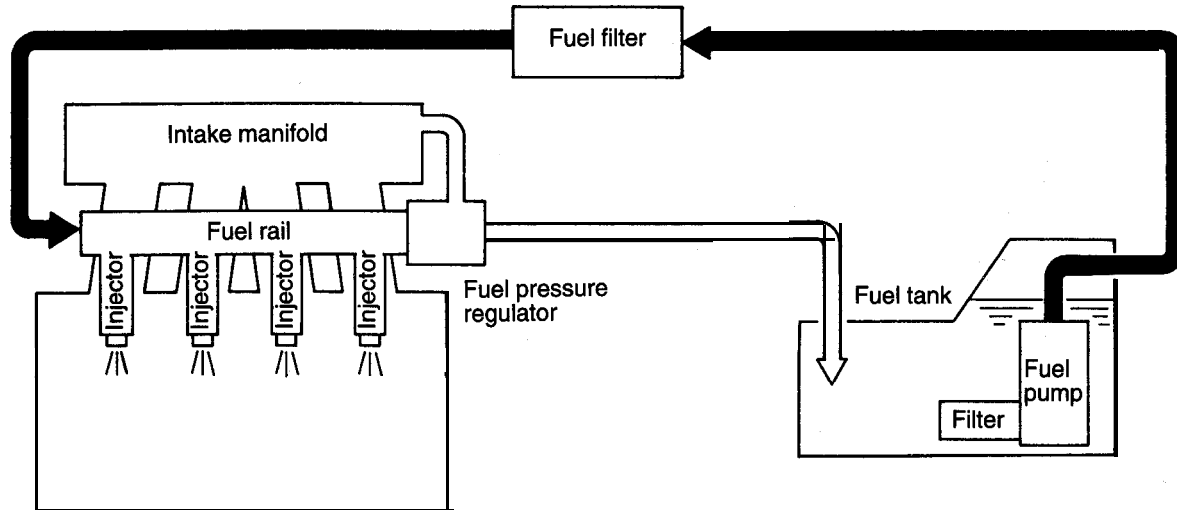 Fuel filter
Intake manifold
Fuel rail
Injector
Injector
Injector
Injector
Fuel pressure
regulator
Fuel tank
Fuel
pump
Filter